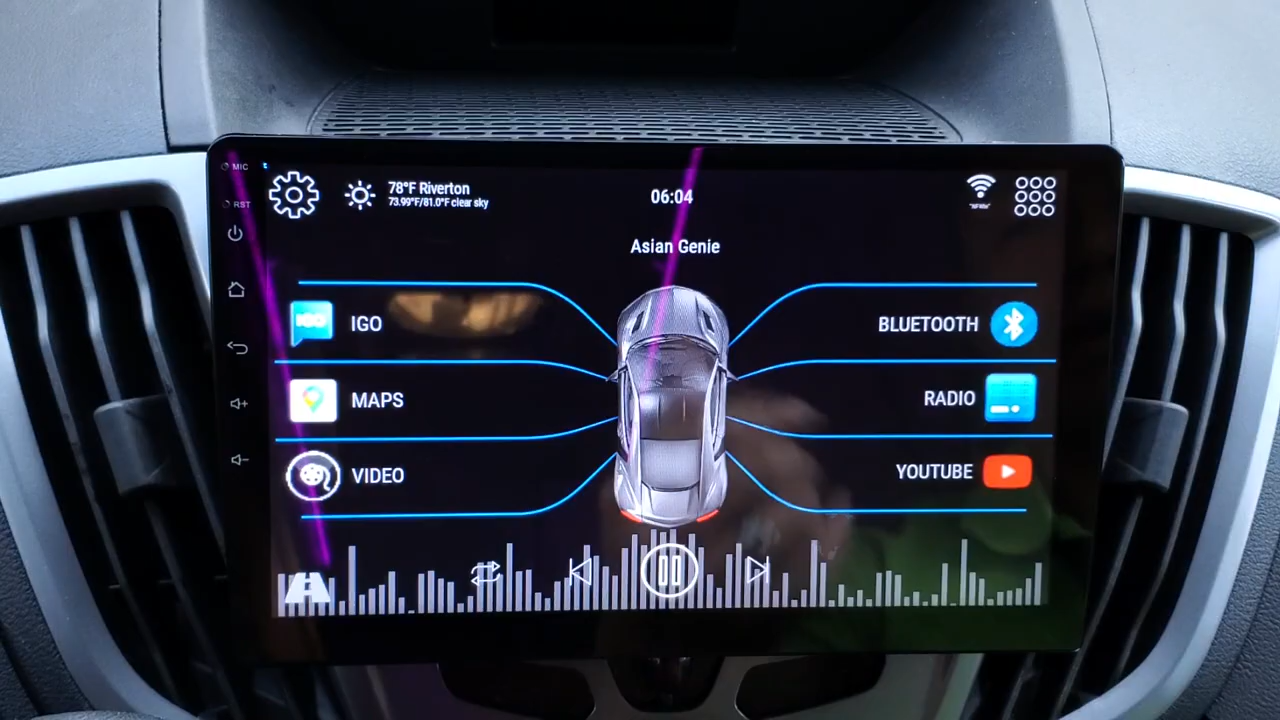 MIC
78°F Riverton
73.99°F/81.0°F clear sky
06:04
RST
Asian Genie
IGO
IGO
BLUETOOTH
MAPS
RADIO
VIDEO
YOUTUBE